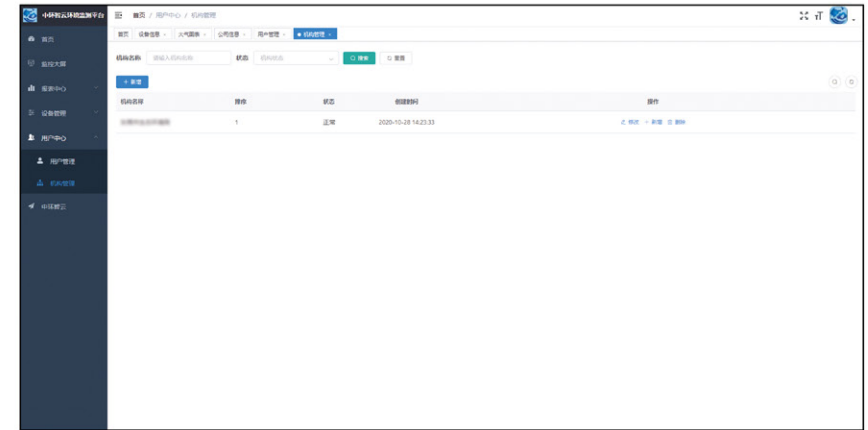 中环智云环境监测平台
首页 / 用户中心 / 机构管理
首页 设备信息 大气国表 公司信息 用户管理 机构管理
机构名称 请输入机构名称 状态 机构状态 搜索 重置
+ 新增
机构名称 排序 状态 创建时间 操作
1 正常 2020-10-28 14:23:33 修改 + 新增 删除
首页
监控大屏
报表中心
设备管理
用户中心
用户管理
机构管理
中环智云